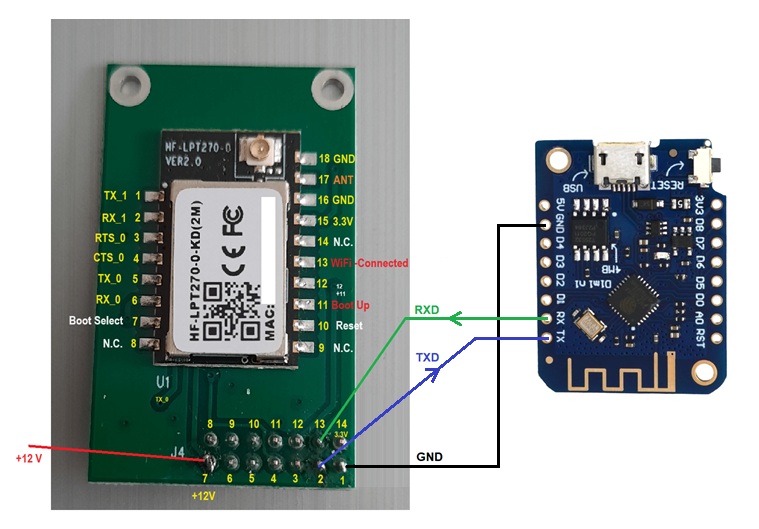 HF-LPT270-0
VER2.0
18 GND
17 ANT
16 GND
15 3.3V
14 N.C.
13 WiFi -Connected
12
12
+11
11 Boot Up
10 Reset
9 N.C.
TX_1 1
RX_1 2
RTS_0 3
CTS_0 4
TX_0 5
RX_0 6
Boot Select 7
N.C. 8
HF-LPT270-0-KD(2M)
CE FC
MAC:
U1
TX_0
J4
8 9 10 11 12 13 14
3.3V
7 6 5 4 3 2 1
+12V
+12 V
RXD
TXD
GND
USB
RESET
5V
GND
D4
D3
D2
D1
RX
TX
4MB
D1mini
3V3
D8
D7
D6
D5
D0
A0
RST